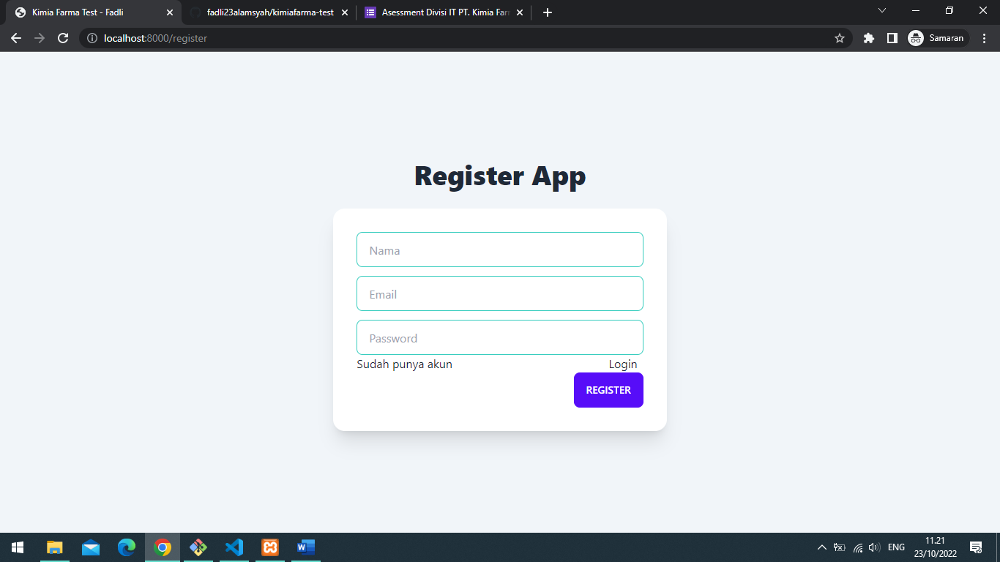 Kimia Farma Test - Fadli
fadli23alamsyah/kimiafarma-test
Asessment Divisi IT PT. Kimia Far
localhost:8000/register
Samaran
Register App
Nama
Email
Password
Sudah punya akun
Login
REGISTER
ENG
11.21
23/10/2022